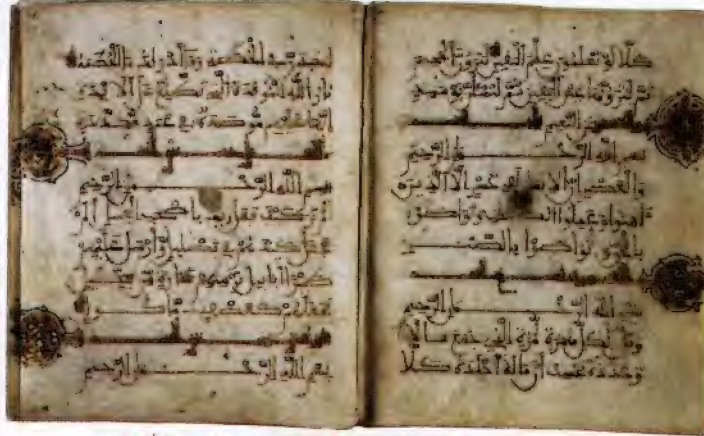 كلا لو تعلمون علم اليقين لترون الجحيم
ثم لترونها عين اليقين ثم لتسئلن يومئذ
عن النعيم
بسم الله الرحمن الرحيم
والعصر إن الإنسن لفي خسر إلا الذين
آمنوا وعملوا الصلحت وتواصوا
بالحق وتواصوا بالصبر
بسم الله الرحمن الرحيم
ويل لكل همزة لمزة الذي جمع مالا
وعدده يحسب أن ماله أخلده كلا
لينبذن في الحطمة وما أدراك ما الحطمة
نار الله الموقدة التي تطلع على الأفئدة
إنها عليهم مؤصدة في عمد ممددة
بسم الله الرحمن الرحيم
ألم تر كيف فعل ربك بأصحب الفيل ألم
يجعل كيدهم في تضليل وأرسل عليهم
طيرا أبابيل ترميهم بحجارة من سجيل
فجعلهم كعصف مأكول
بسم الله الرحمن الرحيم